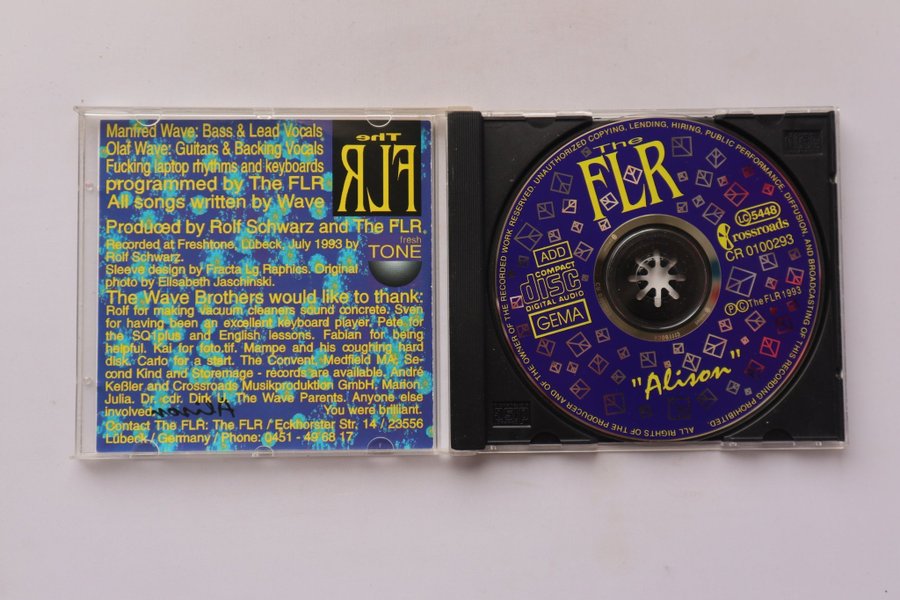 Manfred Wave: Bass & Lead Vocals
Olaf Wave: Guitars & Backing Vocals
Fucking laptop rhythms and keyboards
programmed by The FLR
All songs written by Wave
The
FLR
Produced by Rolf Schwarz and The FLR
Recorded at Freshtone, Lübeck, July 1993 by
Rolf Schwarz.
Sleeve design by Fracta Lg.Raphics. Original
photo by Elisabeth Jaschinski.
fresh
TONE
The Wave Brothers would like to thank:
Rolf for making vacuum cleaners sound concrete. Sven
for having been an excellent keyboard player. Pete for
the SQ plus and English lessons. Fabian for being
helpful. Kai for foto.tif. Mampe and his coughing hard
disk. Carlo for a start. The Convent, Medfield MA, Se-
cond Kind and Storemage - records are available. André
Keßler and Crossroads Musikproduktion GmbH. Marion.
Julia. Dr. cdr. Dirk L. The Wave Parents. Anyone else
involved. You were brilliant.
Alison
Contact The FLR: The FLR / Eckhorster Str. 14 / 23556
Lübeck / Germany / Phone: 0451 - 49 68 17
The
FLR
LC 5448
Crossroads
CR 0100293
ADD
COMPACT
disc
DIGITAL AUDIO
GEMA
℗©The FLR 1993
"Alison"
ALL RIGHTS OF THE PRODUCER AND OF THE OWNER OF THE RECORDED WORK RESERVED. UNAUTHORIZED COPYING, LENDING, HIRING, PUBLIC PERFORMANCE, DIFFUSION, AND BROADCASTING OF THIS RECORDING PROHIBITED.